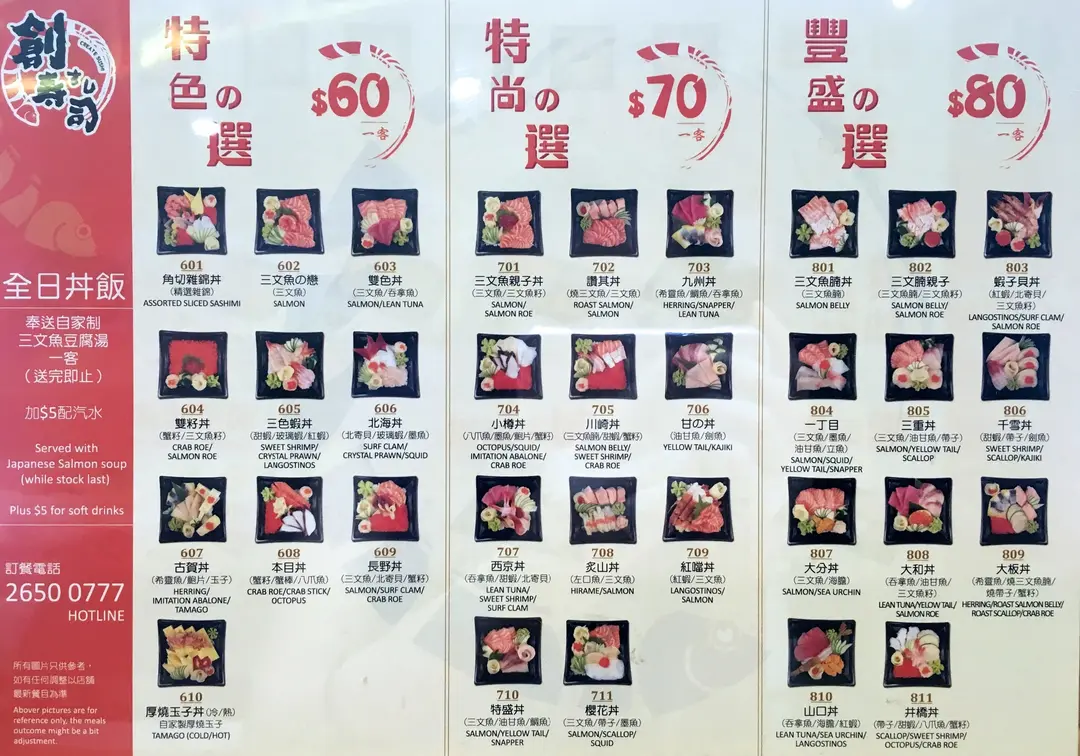 創
壽し
司
CREATE SUSHI
全日丼飯
奉送自家制
三文魚豆腐湯
一客
(送完即止)
加$5配汽水
Served with
Japanese Salmon soup
(while stock last)
Plus $5 for soft drinks
訂餐電話
2650 0777
HOTLINE
所有圖片只供參考，
如有任何調整以店舖
最新餐目為準
Abover pictures are for
reference only, the meals
outcome might be a bit
adjustment.
特
色の
選
$60
一客
601
角切雜錦丼
(精選雜錦)
ASSORTED SLICED SASHIMI
602
三文魚の戀
(三文魚)
SALMON
603
雙色丼
(三文魚/吞拿魚)
SALMON/LEAN TUNA
604
雙籽丼
(蟹籽/三文魚籽)
CRAB ROE/
SALMON ROE
605
三色蝦丼
(甜蝦/玻璃蝦/紅蝦)
SWEET SHRIMP/
CRYSTAL PRAWN/
LANGOSTINOS
606
北海丼
(北寄貝/玻璃蝦/墨魚)
SURF CLAM/
CRYSTAL PRAWN/SQUID
607
古賀丼
(希靈魚/鮑片/玉子)
HERRING/
IMITATION ABALONE/
TAMAGO
608
本目丼
(蟹籽/蟹棒/八爪魚)
CRAB ROE/CRAB STICK/
OCTOPUS
609
長野丼
(三文魚/北寄貝/蟹籽)
SALMON/SURF CLAM/
CRAB ROE
610
厚燒玉子丼(冷/熱)
自家製厚燒玉子
TAMAGO (COLD/HOT)
特
尚の
選
$70
一客
701
三文魚親子丼
(三文魚/三文魚籽)
SALMON/
SALMON ROE
702
讚其丼
(燒三文魚/三文魚)
ROAST SALMON/
SALMON
703
九州丼
(希靈魚/鯛魚/吞拿魚)
HERRING/SNAPPER/
LEAN TUNA
704
小樽丼
(八爪魚/墨魚/鮑片/蟹籽)
OCTOPUS/SQUID/
IMITATION ABALONE/
CRAB ROE
705
川崎丼
(三文魚腩/甜蝦/蟹籽)
SALMON BELLY/
SWEET SHRIMP/
CRAB ROE
706
甘の丼
(油甘魚/劍魚)
YELLOW TAIL/KAJIKI
707
西京丼
(吞拿魚/甜蝦/北寄貝)
LEAN TUNA/
SWEET SHRIMP/
SURF CLAM
708
炙山丼
(左口魚/三文魚)
HIRAME/SALMON
709
紅噹丼
(紅蝦/三文魚)
LANGOSTINOS/
SALMON
710
特盛丼
(三文魚/油甘魚/鯛魚)
SALMON/YELLOW TAIL/
SNAPPER
711
櫻花丼
(三文魚/帶子/墨魚)
SALMON/SCALLOP/
SQUID
豐
盛の
選
$80
一客
801
三文魚腩丼
(三文魚腩)
SALMON BELLY
802
三文腩親子
(三文魚腩/三文魚籽)
SALMON BELLY/
SALMON ROE
803
蝦子貝丼
(紅蝦/北寄貝/
三文魚籽)
LANGOSTINOS/SURF CLAM/
SALMON ROE
804
一丁目
(三文魚/墨魚/
油甘魚/立魚)
SALMON/SQUID/
YELLOW TAIL/SNAPPER
805
三重丼
(三文魚/油甘魚/帶子)
SALMON/YELLOW TAIL/
SCALLOP
806
千雪丼
(甜蝦/帶子/劍魚)
SWEET SHRIMP/
SCALLOP/KAJIKI
807
大分丼
(三文魚/海膽)
SALMON/SEA URCHIN
808
大和丼
(吞拿魚/油甘魚/
三文魚籽)
LEAN TUNA/YELOW TAIL/
SALMON ROE
809
大板丼
(希靈魚/燒三文魚腩/
燒帶子/蟹籽)
HERRING/ROAST SALMON BELLY/
ROAST SCALLOP/CRAB ROE
810
山口丼
(吞拿魚/海膽/紅蝦)
LEAN TUNA/SEA URCHIN/
LANGOSTINOS
811
井橋丼
(帶子/甜蝦/八爪魚/蟹籽)
SCALLOP/SWEET SHRIMP/
OCTOPUS/CRAB ROE